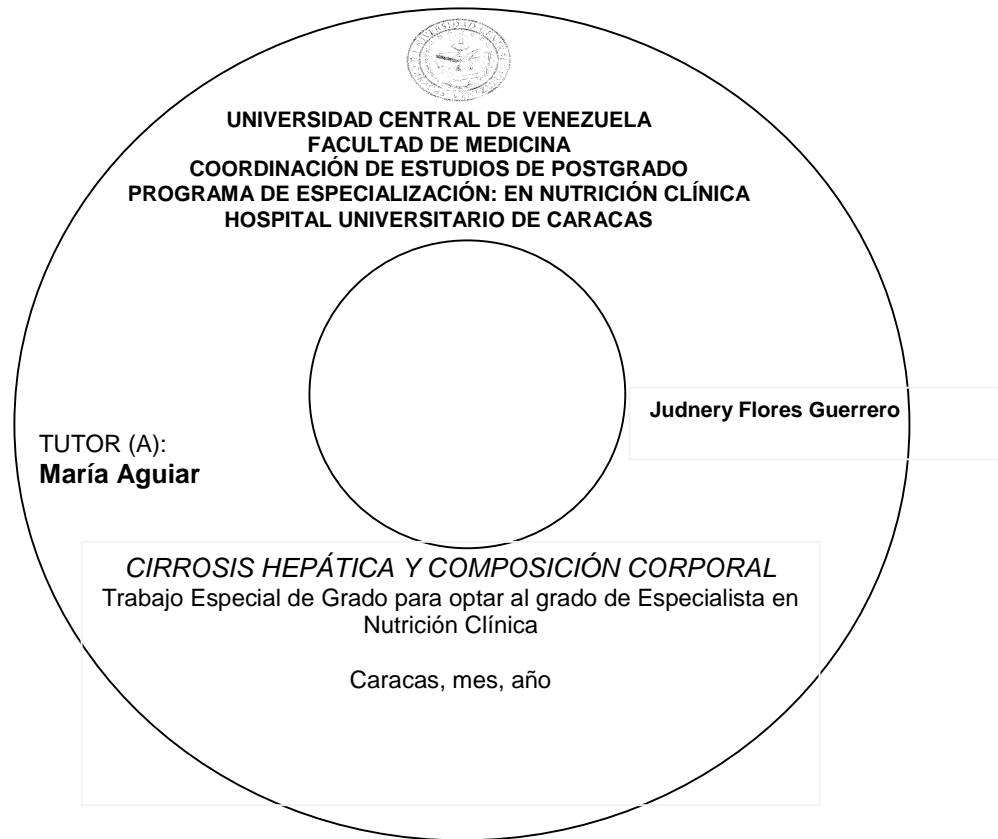 UNIVERSIDAD CENTRAL DE VENEZUELA
FACULTAD DE MEDICINA
COORDINACIÓN DE ESTUDIOS DE POSTGRADO
PROGRAMA DE ESPECIALIZACIÓN: EN NUTRICIÓN CLÍNICA
HOSPITAL UNIVERSITARIO DE CARACAS
Judnery Flores Guerrero
TUTOR (A):
María Aguiar
CIRROSIS HEPÁTICA Y COMPOSICIÓN CORPORAL
Trabajo Especial de Grado para optar al grado de Especialista en
Nutrición Clínica
Caracas, mes, año